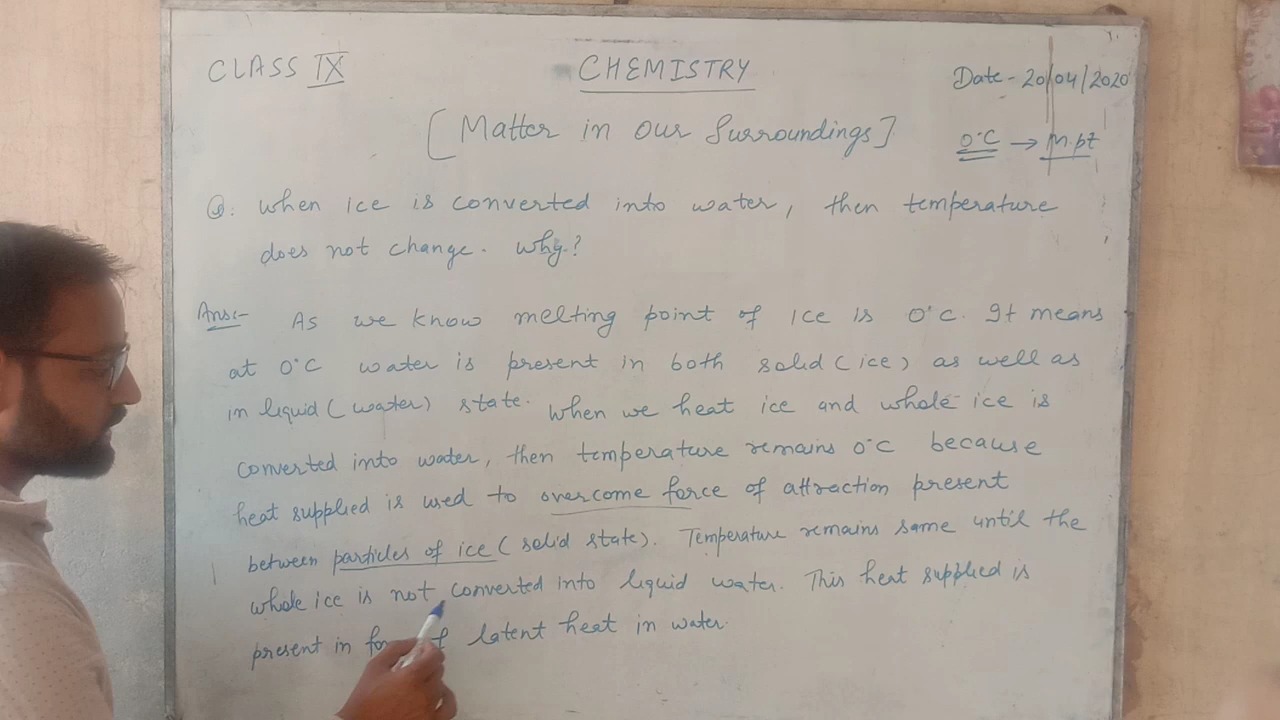 CLASS IX
CHEMISTRY
Date - 20/04/2020
[Matter in Our Surroundings]
0°C → M.pt
Q. When ice is converted into water, then temperature
does not change. Why?
Ans:- As we know melting point of ice is 0°C. It means
at 0°C water is present in both solid (ice) as well as
in liquid (water) state. When we heat ice and whole ice is
converted into water, then temperature remains 0°C because
heat supplied is used to overcome force of attraction present
between particles of ice (solid state). Temperature remains same until the
whole ice is not converted into liquid water. This heat supplied is
present in latent heat in water.